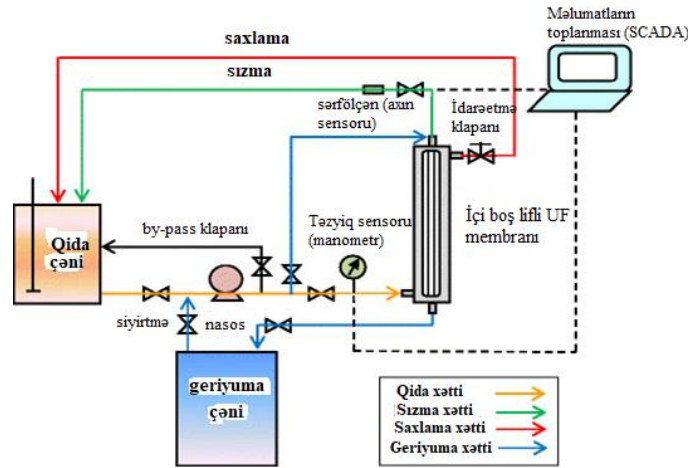 Məlumatların
toplanması (SCADA)
saxlama
sızma
sərfölçən (axın
sensoru)
İdarəetmə
klapanı
Təzyiq sensoru
(manometr)
İçi boş lifli UF
membranı
by-pass klapanı
Qida
çəni
siyirtmə
nasos
geriyuma
çəni
Qida xətti
Sızma xətti
Saxlama xətti
Geriyuma xətti